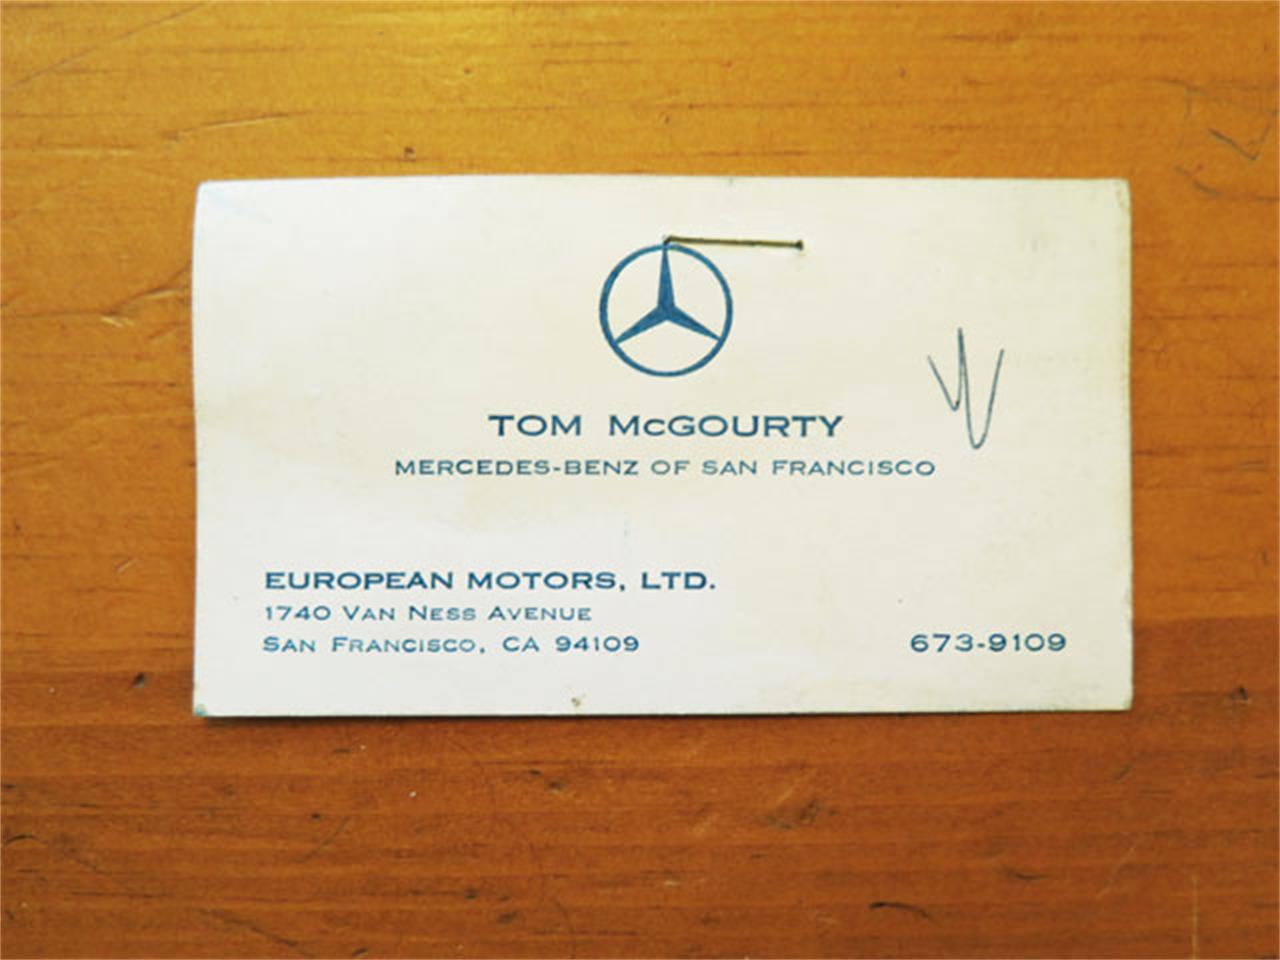 TOM McGOURTY
MERCEDES-BENZ OF SAN FRANCISCO
EUROPEAN MOTORS, LTD.
1740 VAN NESS AVENUE
SAN FRANCISCO, CA 94109
673-9109